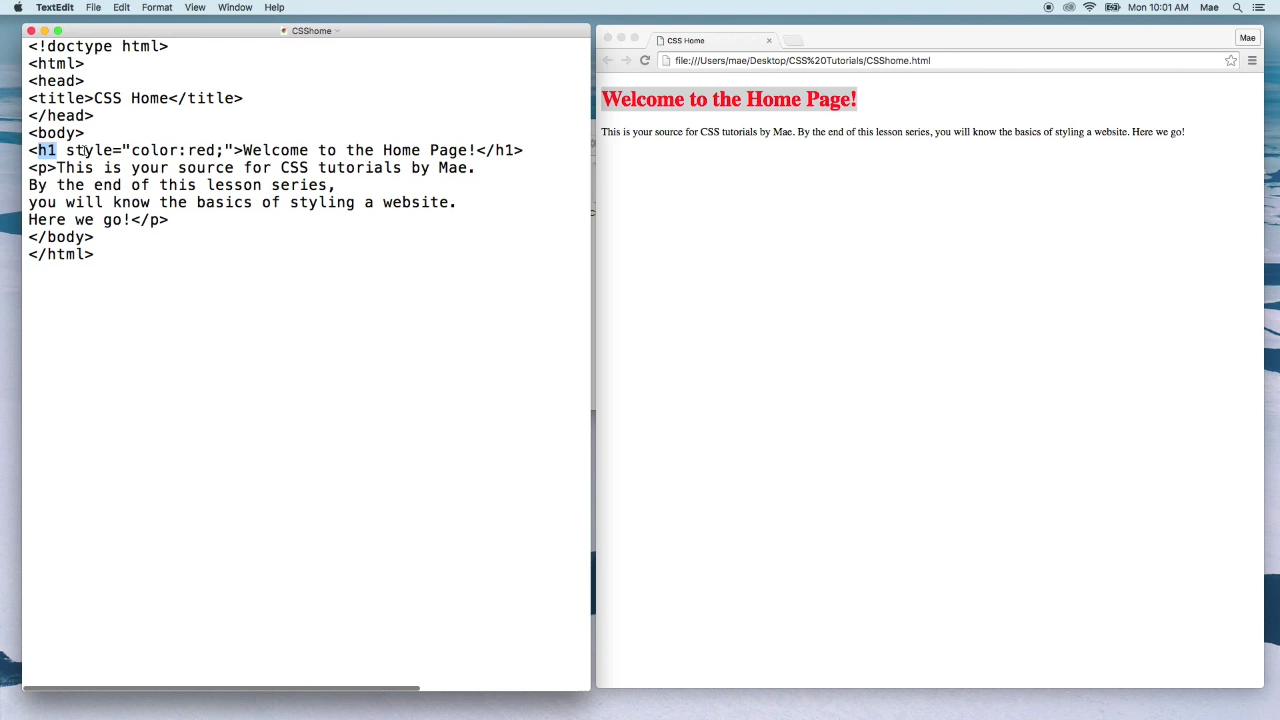 TextEdit File Edit Format View Window Help Mon 10:01 AM Mae
CSShome
<!doctype html>
<html>
<head>
<title>CSS Home</title>
</head>
<body>
<h1 style="color:red;">Welcome to the Home Page!</h1>
<p>This is your source for CSS tutorials by Mae.
By the end of this lesson series,
you will know the basics of styling a website.
Here we go!</p>
</body>
</html>
CSS Home
Mae
file:///Users/mae/Desktop/CSS%20Tutorials/CSShome.html
Welcome to the Home Page!
This is your source for CSS tutorials by Mae. By the end of this lesson series, you will know the basics of styling a website. Here we go!